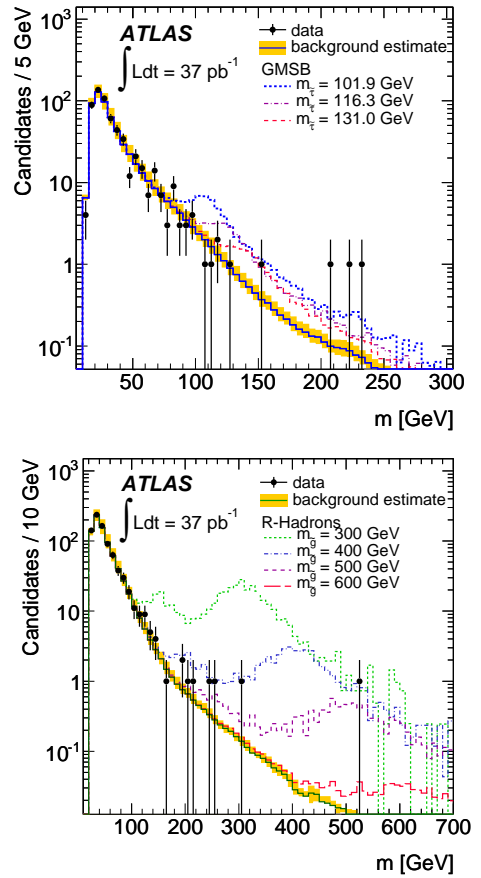 Candidates / 5 GeV
10³
10²
10
1
10⁻¹
ATLAS
∫ Ldt = 37 pb⁻¹
data
background estimate
GMSB
m_τ̃ = 101.9 GeV
m_τ̃ = 116.3 GeV
m_τ̃ = 131.0 GeV
50 100 150 200 250 300
m [GeV]
Candidates / 10 GeV
10³
10²
10
1
10⁻¹
ATLAS
∫ Ldt = 37 pb⁻¹
data
background estimate
R-Hadrons
m_g̃ = 300 GeV
m_g̃ = 400 GeV
m_g̃ = 500 GeV
m_g̃ = 600 GeV
100 200 300 400 500 600 700
m [GeV]